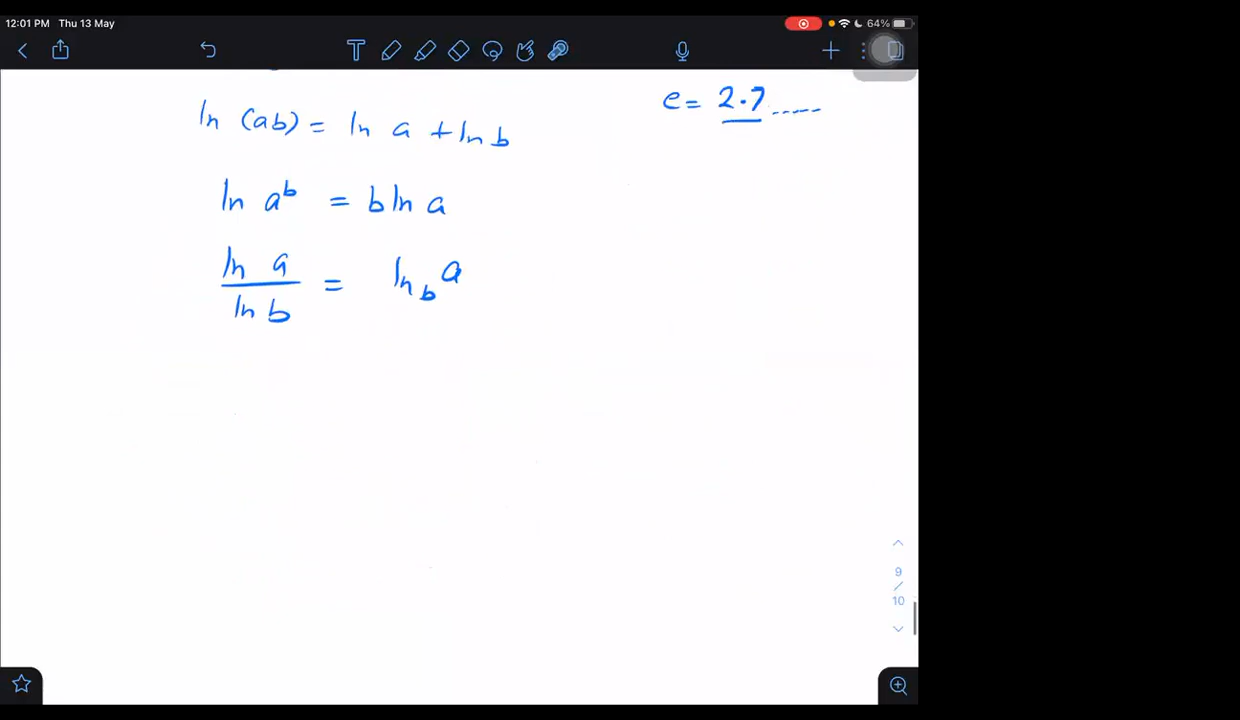 12:01 PM Thu 13 May 64%
T
e = 2.7 .....
ln (ab) = ln a + ln b
ln a^b = b ln a
ln a / ln b = ln_b a
9
/
10